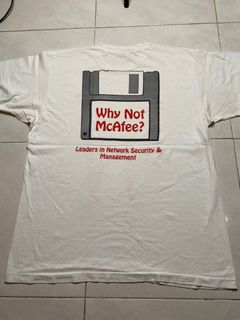 Why Not
McAfee?
Leaders in Network Security &
Management